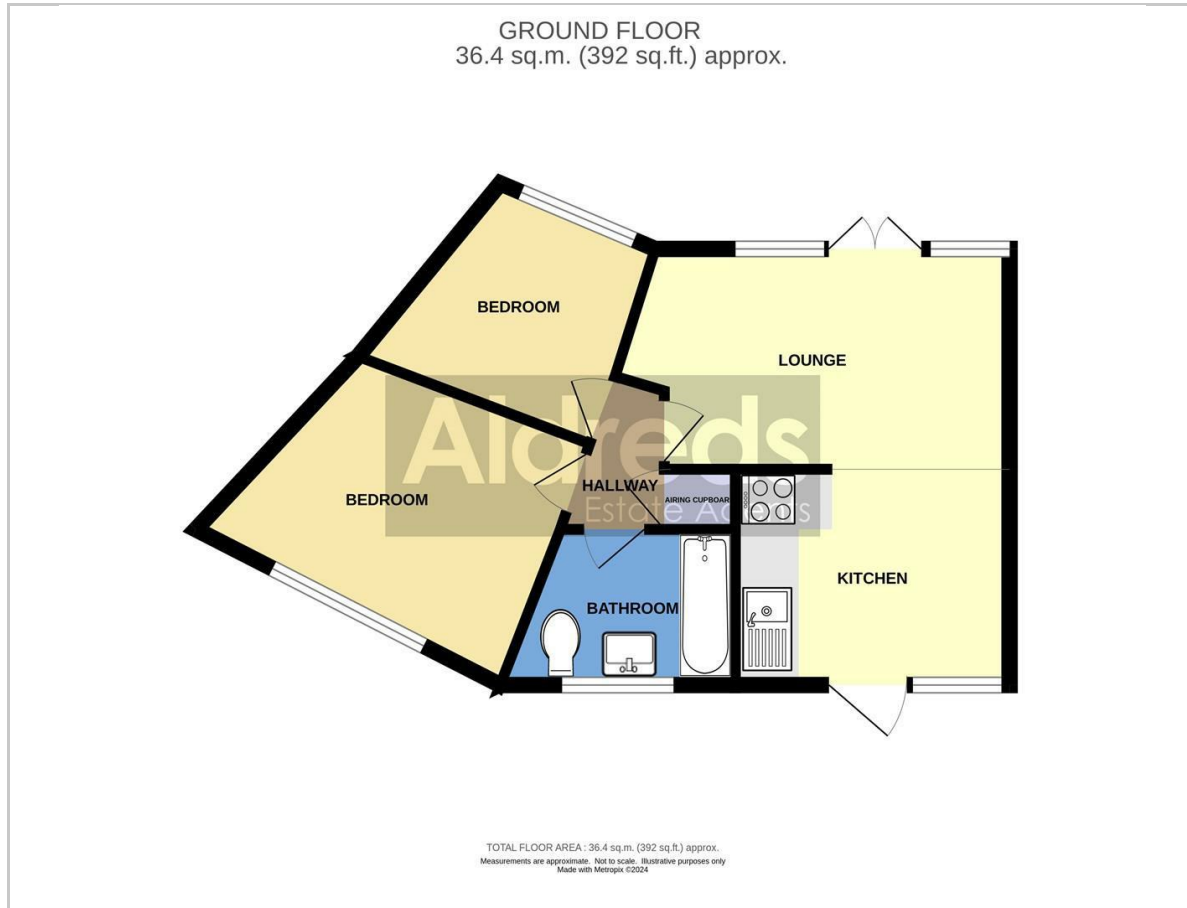 GROUND FLOOR
36.4 sq.m. (392 sq.ft.) approx.
BEDROOM
LOUNGE
Aldreds
HALLWAY
BEDROOM
AIRING CUPBOAR
Estate Agents
KITCHEN
BATHROOM
TOTAL FLOOR AREA : 36.4 sq.m. (392 sq.ft.) approx.
Measurements are approximate. Not to scale. Illustrative purposes only
Made with Metropix ©2024